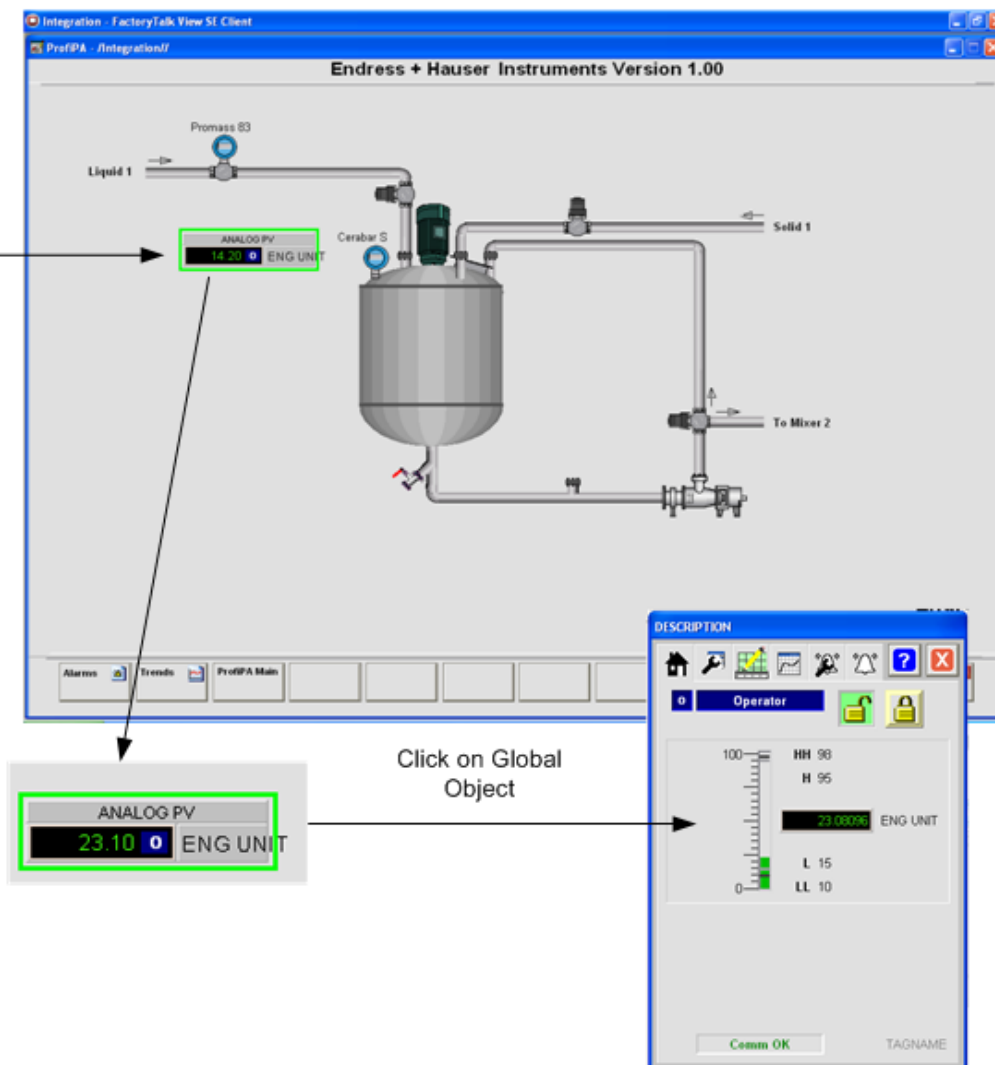 Integration - FactoryTalk View SE Client
ProfiPA - /Integration//
Endress + Hauser Instruments Version 1.00
Promass 83
Liquid 1
Solid 1
ANALOG PV
14.20 O ENG UNIT
Cerabar S
To Mixer 2
Alarms Trends ProfiPA Main
DESCRIPTION
?
O Operator
100 HH 98
H 95
23.08096 ENG UNIT
L 15
0 LL 10
Comm OK TAGNAME
Click on Global
Object
ANALOG PV
23.10 O ENG UNIT